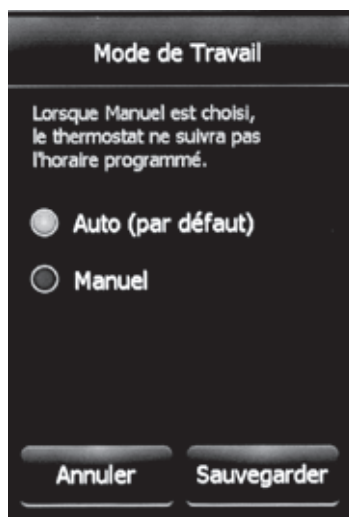 Mode de Travail
Lorsque Manuel est choisi,
le thermostat ne suivra pas
l'horaire programmé.
Auto (par défaut)
Manuel
Annuler
Sauvegarder